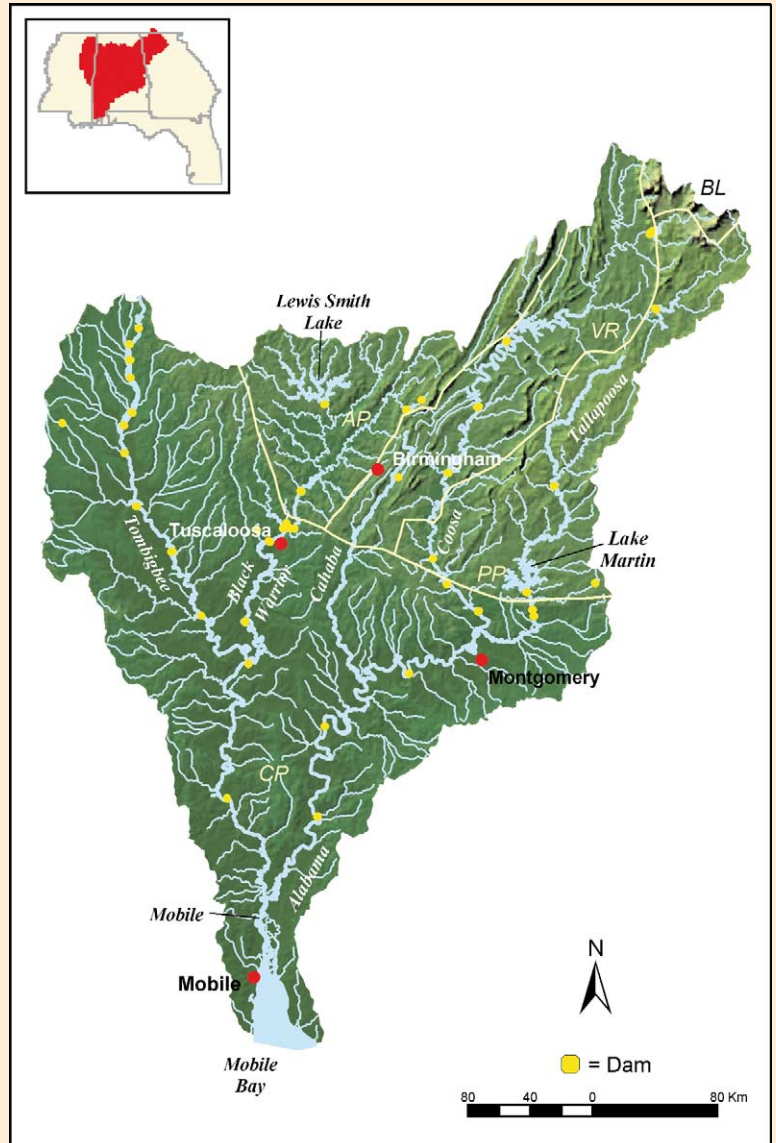 BL
Lewis Smith
Lake
VR
AP
Tallapoosa
Birmingham
Coosa
Tuscaloosa
Tombigbee
Black
Warrior
Cahaba
Lake
Martin
PP
Montgomery
CP
Alabama
Mobile
Mobile
Mobile
Bay
N
= Dam
80 40 0 80 Km